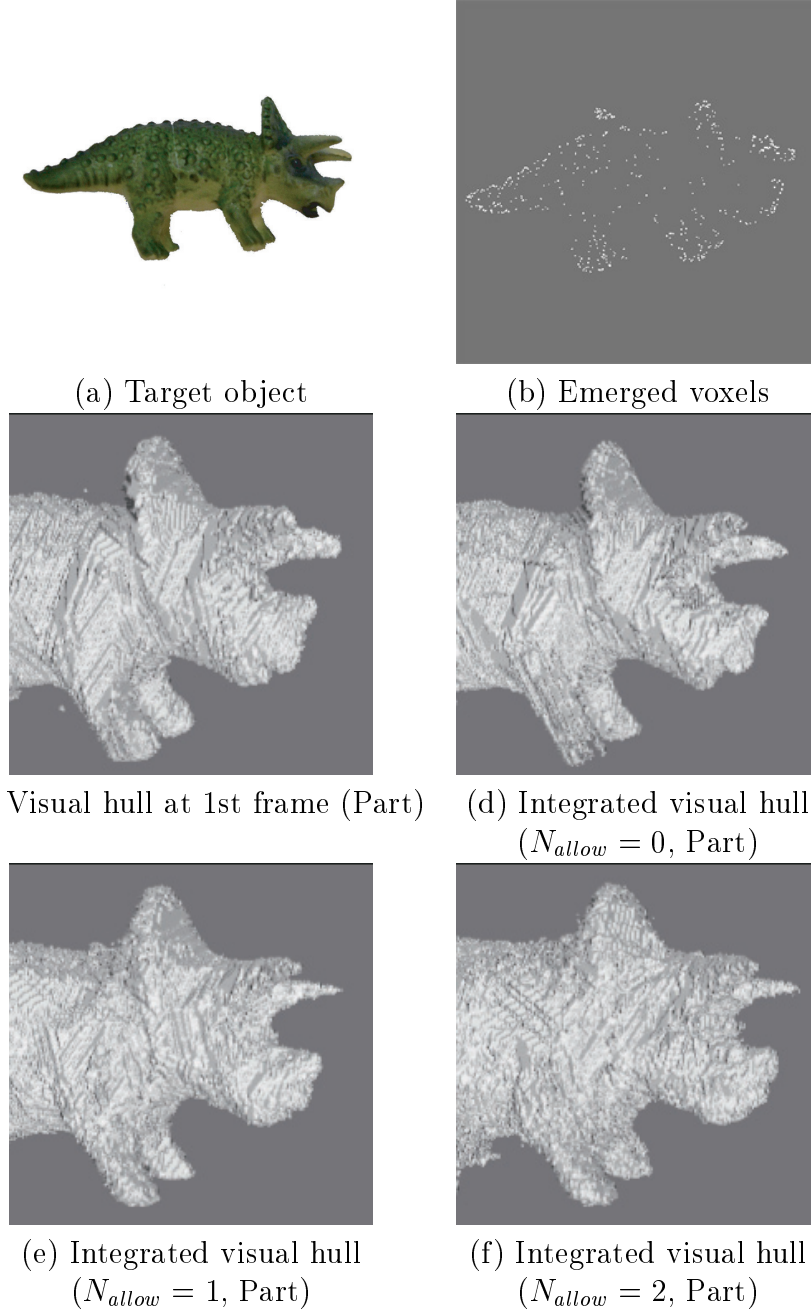 (a) Target object
(b) Emerged voxels
Visual hull at 1st frame (Part)
(d) Integrated visual hull
(N_allow = 0, Part)
(e) Integrated visual hull
(N_allow = 1, Part)
(f) Integrated visual hull
(N_allow = 2, Part)